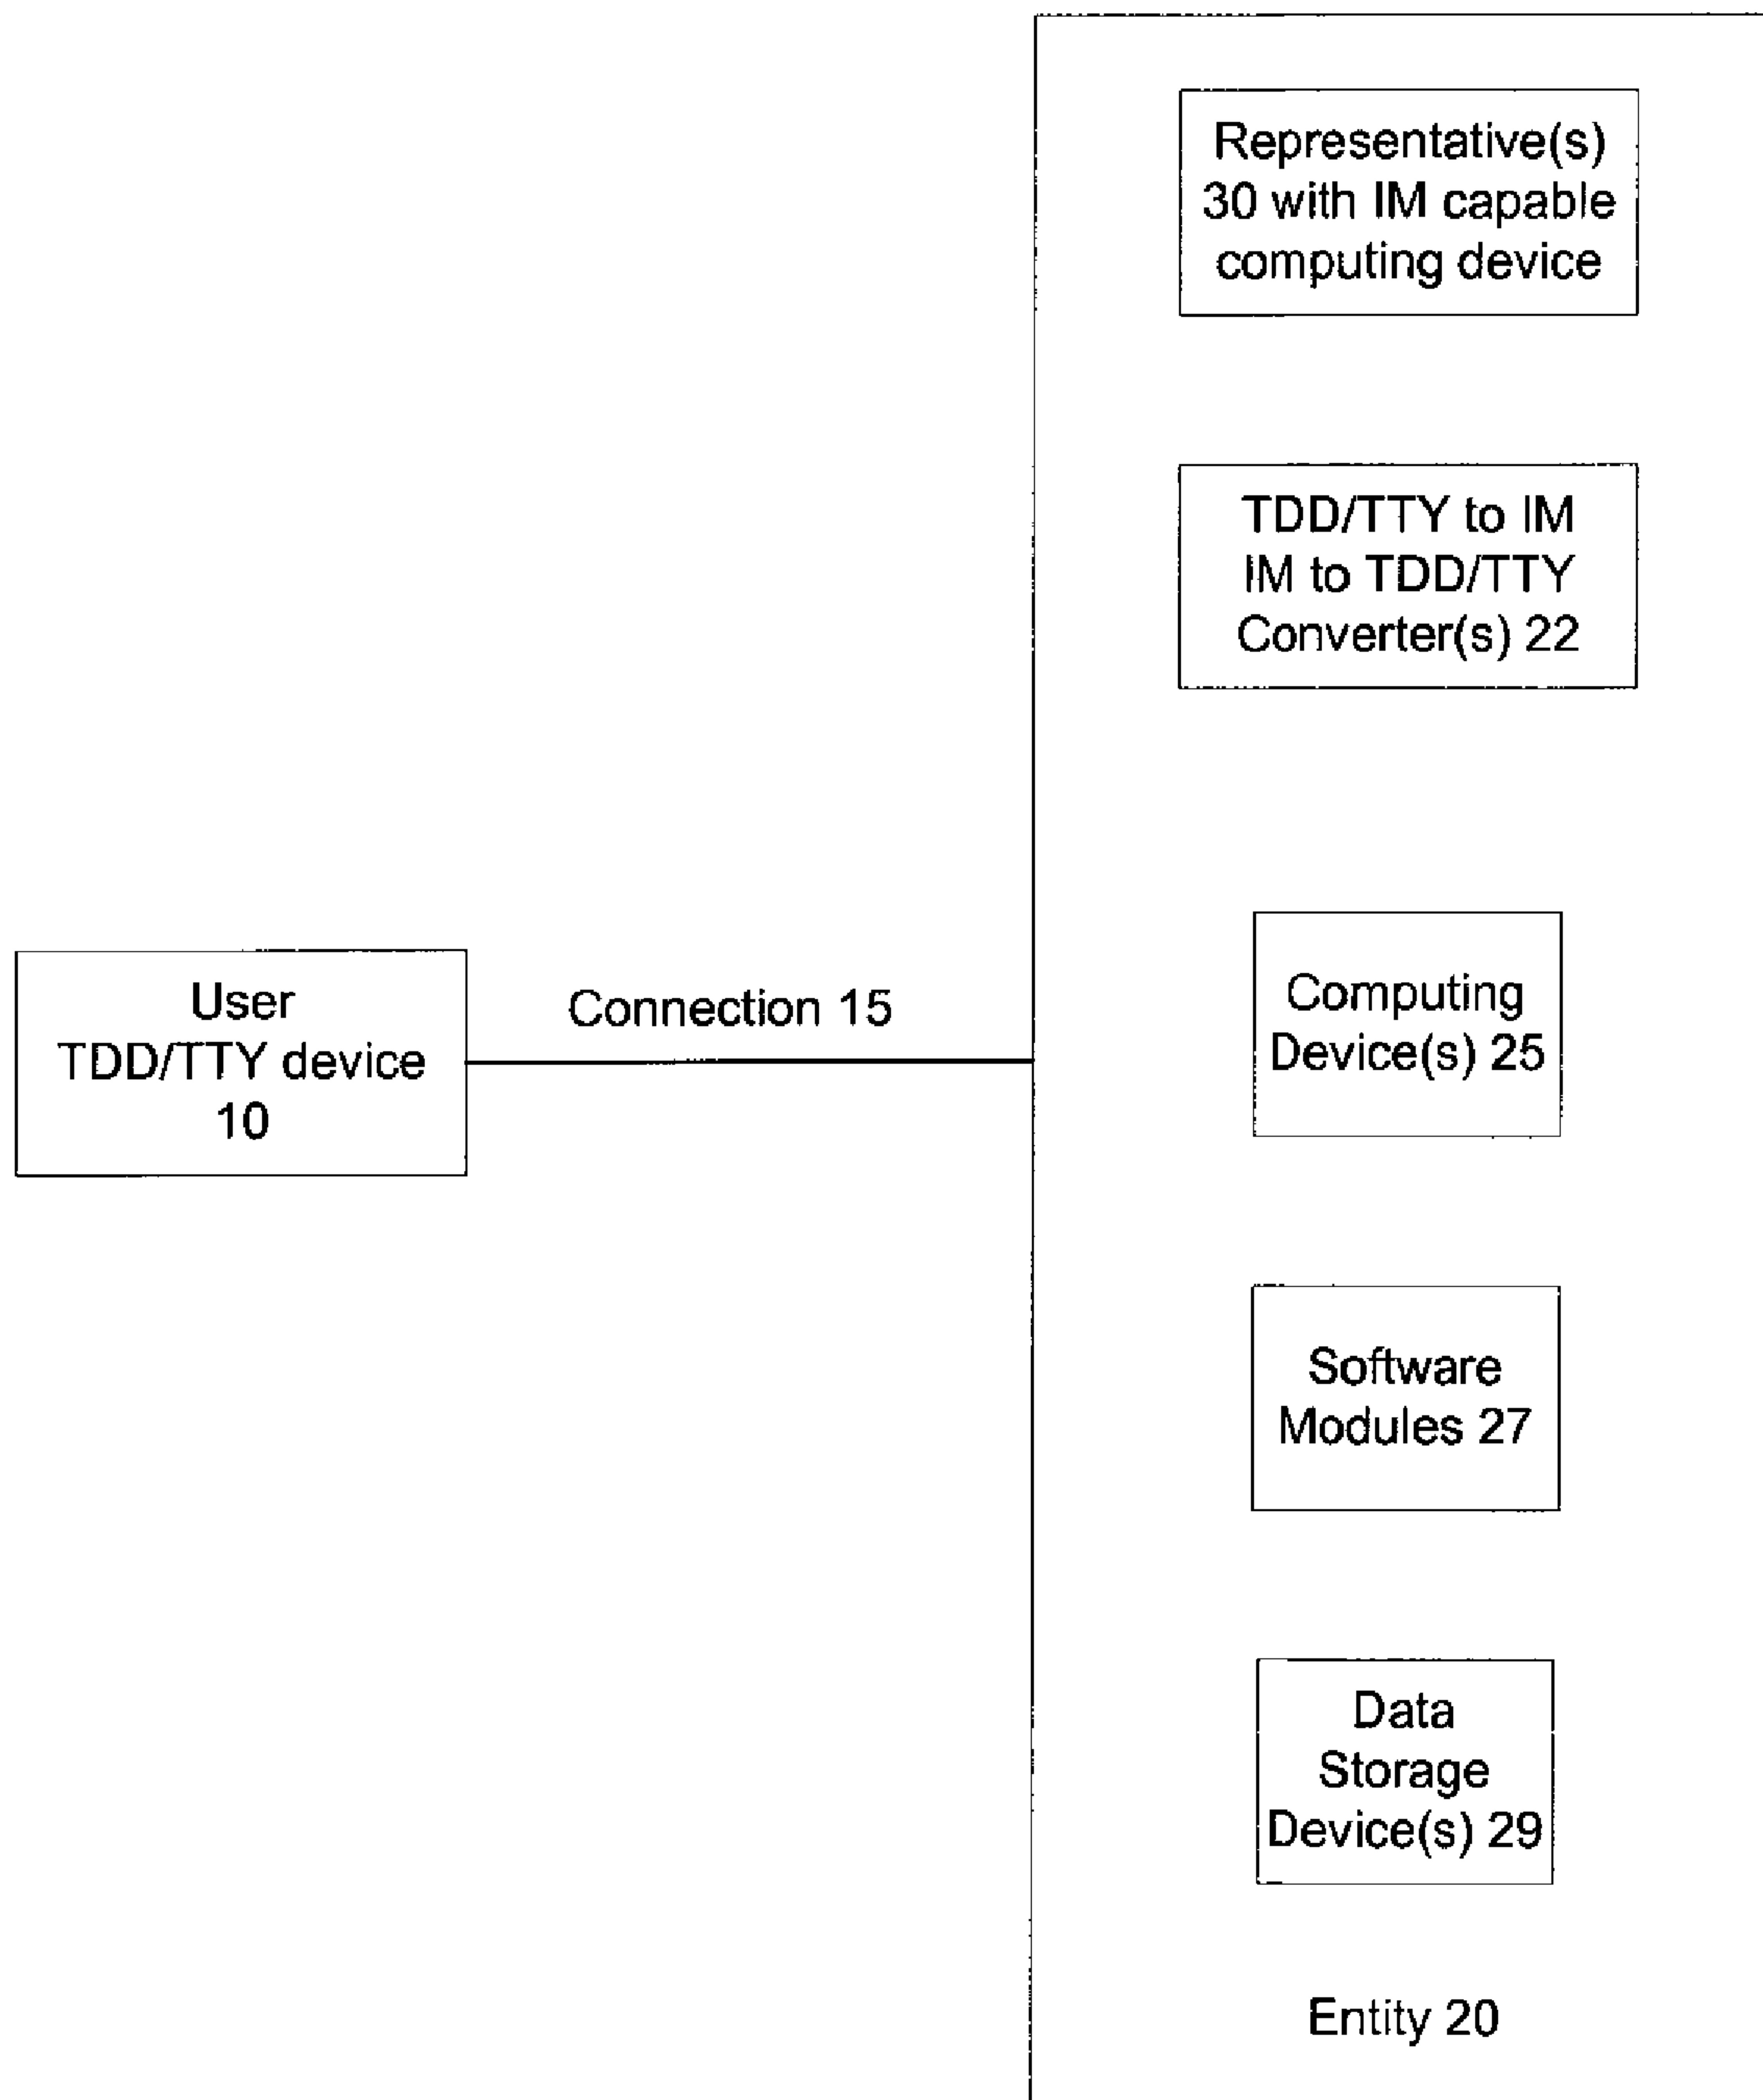 Representative(s)
30 with IM capable
computing device
TDD/TTY to IM
IM to TDD/TTY
Converter(s) 22
User
TDD/TTY device
10
Connection 15
Computing
Device(s) 25
Software
Modules 27
Data
Storage
Device(s) 29
Entity 20